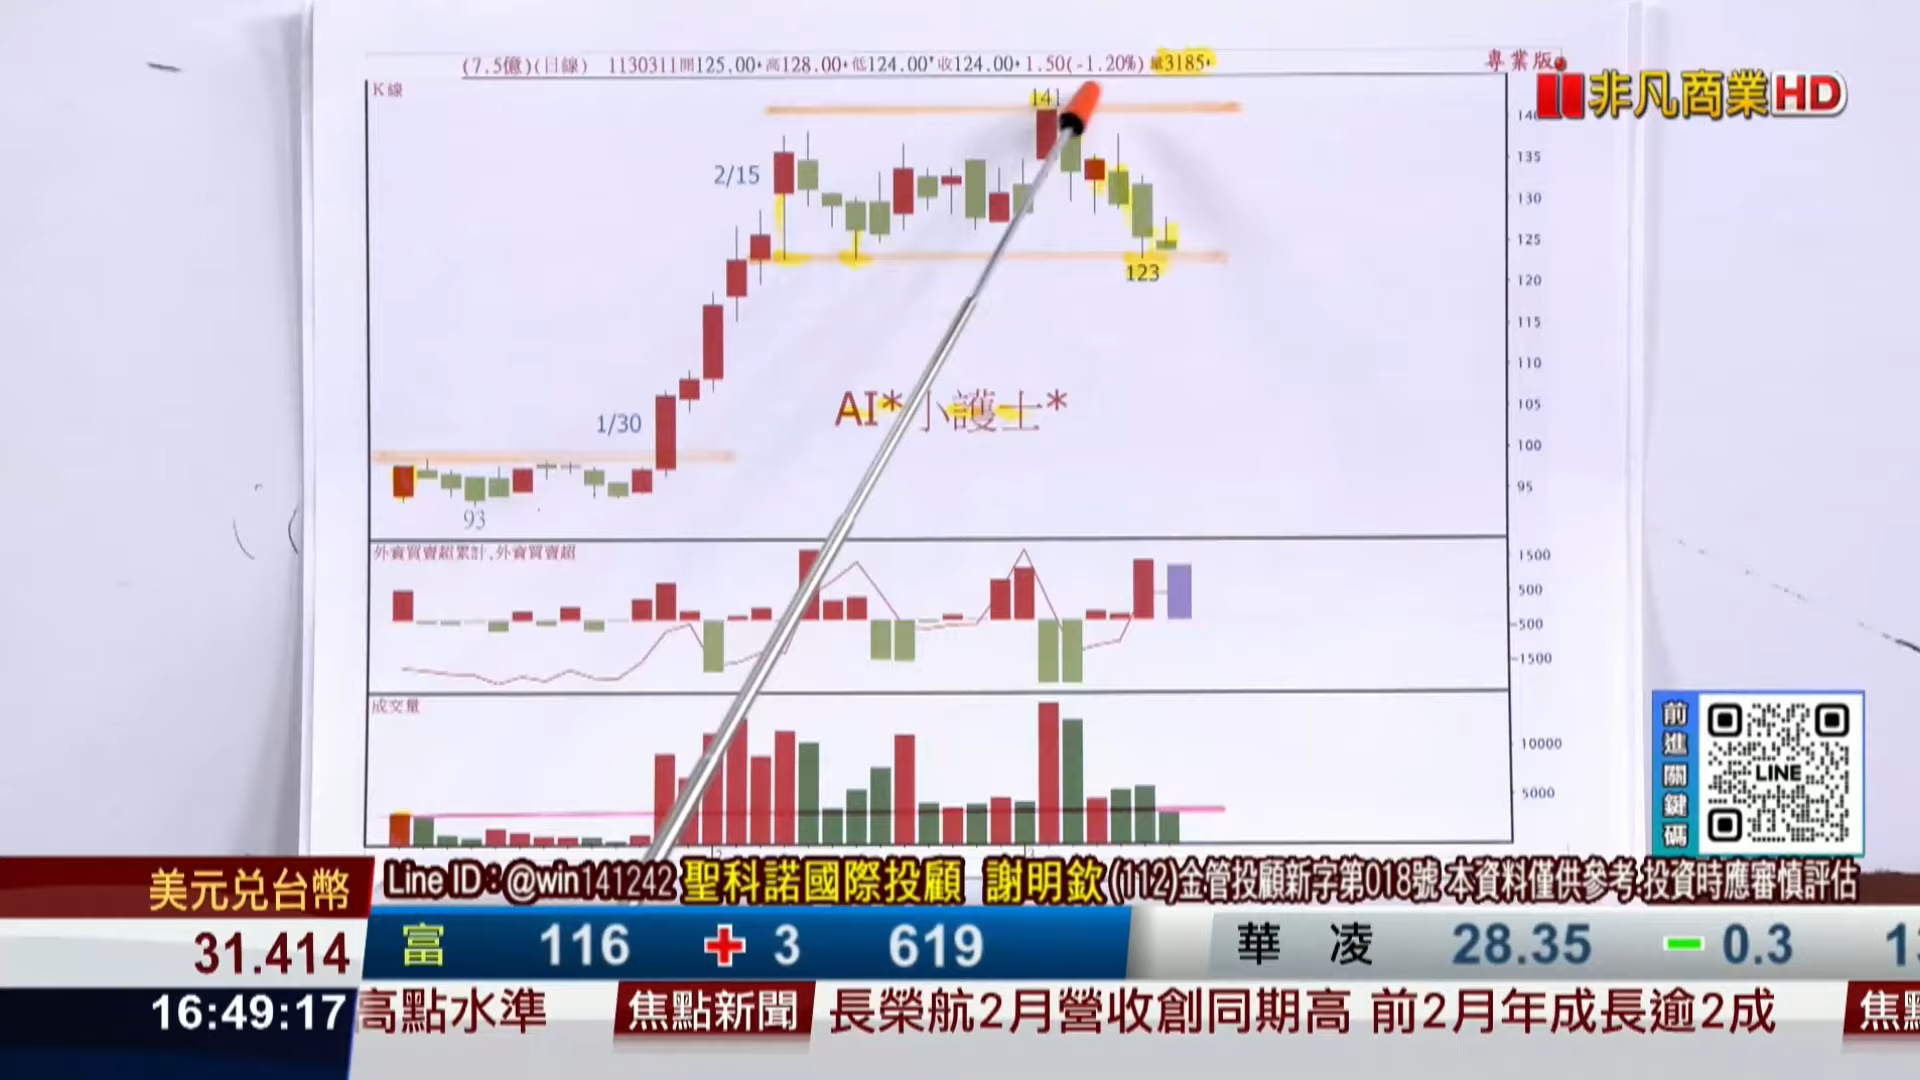 (7.5億)(日線) 1130311開125.00↑高128.00↑低124.00↑收124.00↑1.50(-1.20%)量3185↑
專業版
非凡商業HD
K線
141
140
135
130
125
120
115
110
105
100
95
2/15
123
AI*小護士*
1/30
93
外資買賣超累計,外資買賣超
1500
500
-500
-1500
成交量
10000
5000
前進關鍵碼
LINE
美元兌台幣
31.414
16:49:17
Line ID:@win141242 聖科諾國際投顧 謝明欽 (112)金管投顧新字第018號 本資料僅供參考,投資時應審慎評估
富 116 3 619
華凌 28.35 0.3
高點水準 焦點新聞 長榮航2月營收創同期高 前2月年成長逾2成